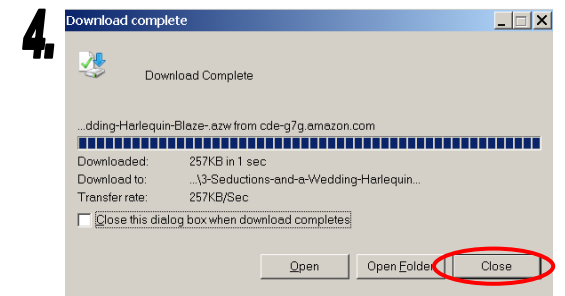 4.
Download complete
Download Complete
...dding-Harlequin-Blaze-.azw from cde-g7g.amazon.com
Downloaded: 257KB in 1 sec
Download to: ...\3-Seductions-and-a-Wedding-Harlequin...
Transfer rate: 257KB/Sec
Close this dialog box when download completes
Open Open Folder Close